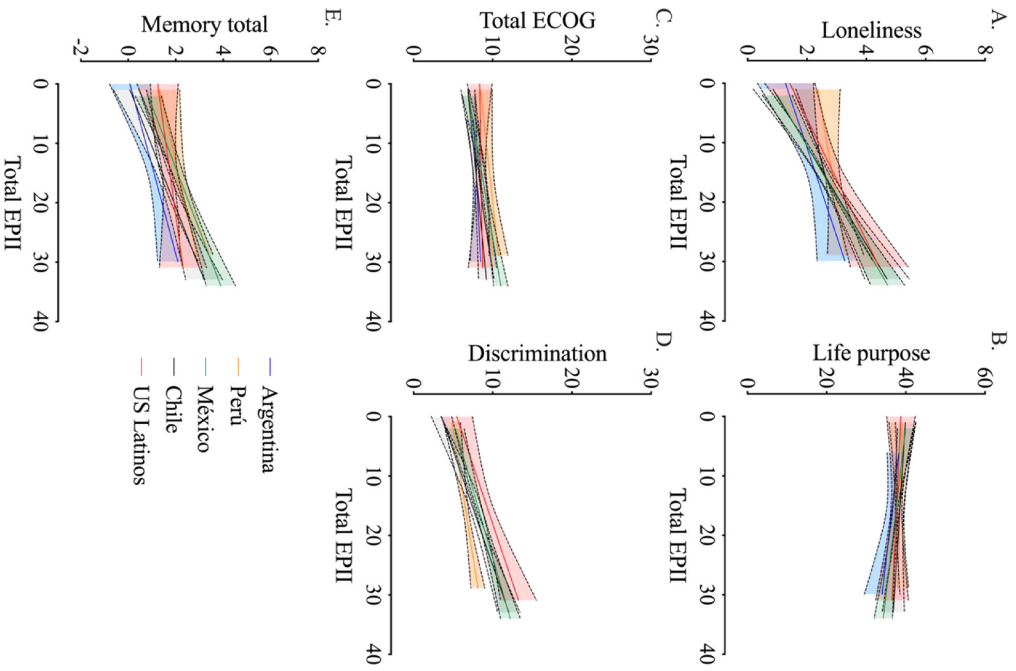 A.
Loneliness
0 2 4 6 8
0 10 20 30 40
Total EPII
B.
Life purpose
0 20 40 60
0 10 20 30 40
Total EPII
C.
Total ECOG
0 10 20 30
0 10 20 30 40
Total EPII
D.
Discrimination
0 10 20 30
0 10 20 30 40
Total EPII
E.
Memory total
-2 0 2 4 6 8
0 10 20 30 40
Total EPII
Argentina
Perú
México
Chile
US Latinos